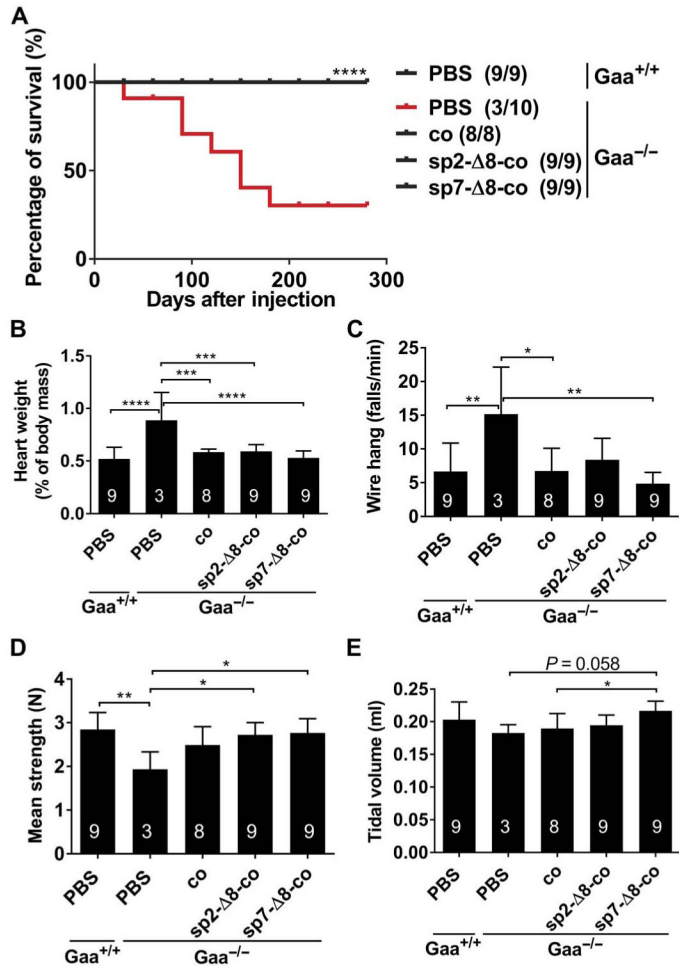 A
Percentage of survival (%)
100
50
0
0
100
200
300
Days after injection
****
PBS (9/9)
Gaa+/+
PBS (3/10)
co (8/8)
sp2-Δ8-co (9/9)
sp7-Δ8-co (9/9)
Gaa−/−
B
Heart weight
(% of body mass)
1.5
1.0
0.5
0.0
***
***
****
****
9
3
8
9
9
PBS
PBS
co
sp2-Δ8-co
sp7-Δ8-co
Gaa+/+
Gaa−/−
C
Wire hang (falls/min)
25
20
15
10
5
0
*
**
**
9
3
8
9
9
PBS
PBS
co
sp2-Δ8-co
sp7-Δ8-co
Gaa+/+
Gaa−/−
D
Mean strength (N)
4
3
2
1
0
*
*
**
9
3
8
9
9
PBS
PBS
co
sp2-Δ8-co
sp7-Δ8-co
Gaa+/+
Gaa−/−
E
Tidal volume (ml)
0.25
0.20
0.15
0.10
0.05
0.00
P = 0.058
*
9
3
8
9
9
PBS
PBS
co
sp2-Δ8-co
sp7-Δ8-co
Gaa+/+
Gaa−/−